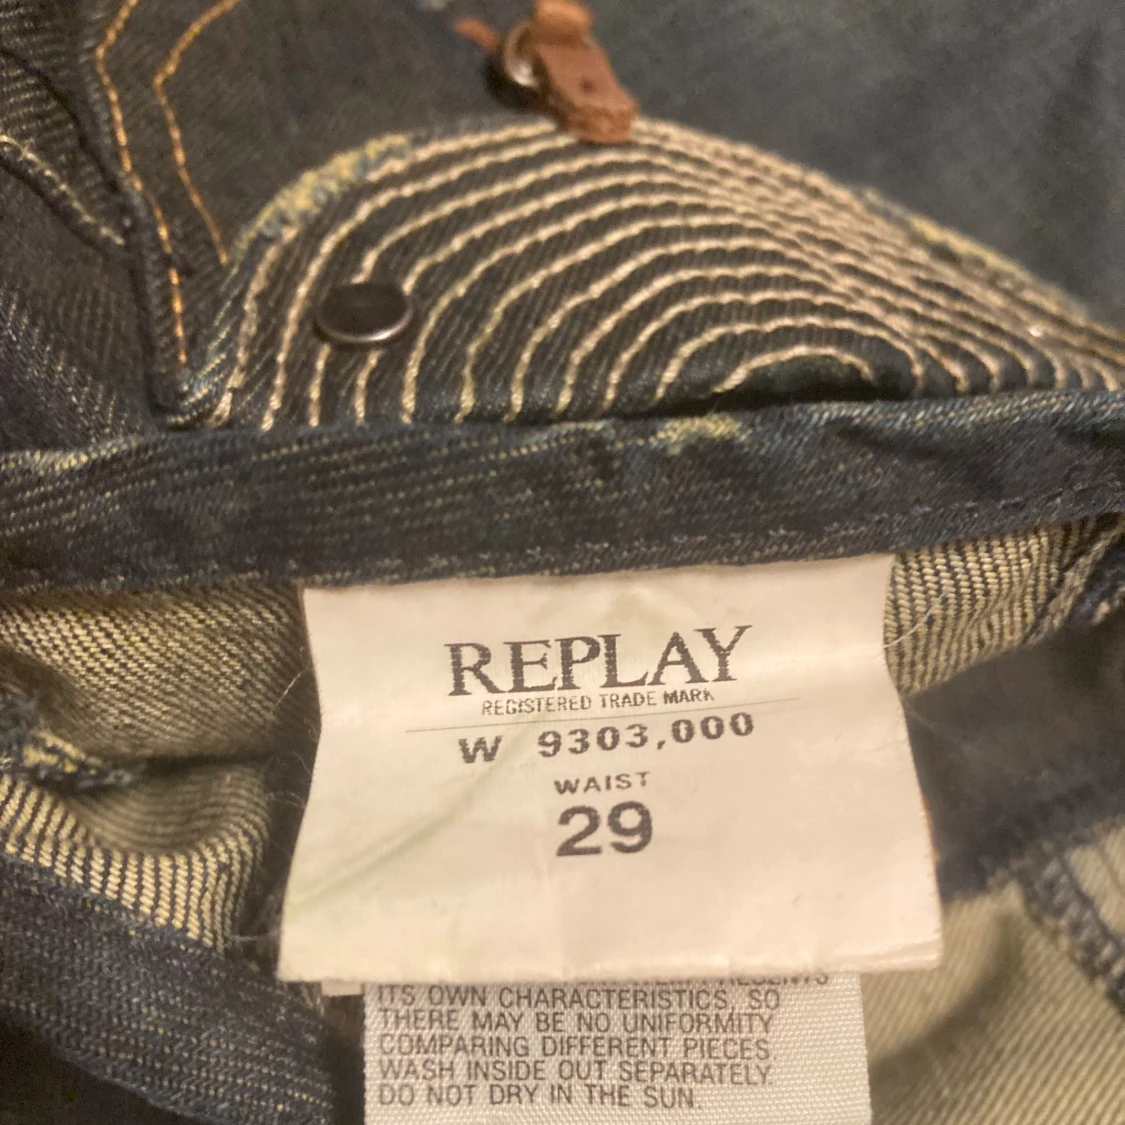 REPLAY
REGISTERED TRADE MARK
W 9303,000
WAIST
29
ITS OWN CHARACTERISTICS, SO
THERE MAY BE NO UNIFORMITY
COMPARING DIFFERENT PIECES.
WASH INSIDE OUT SEPARATELY.
DO NOT DRY IN THE SUN.